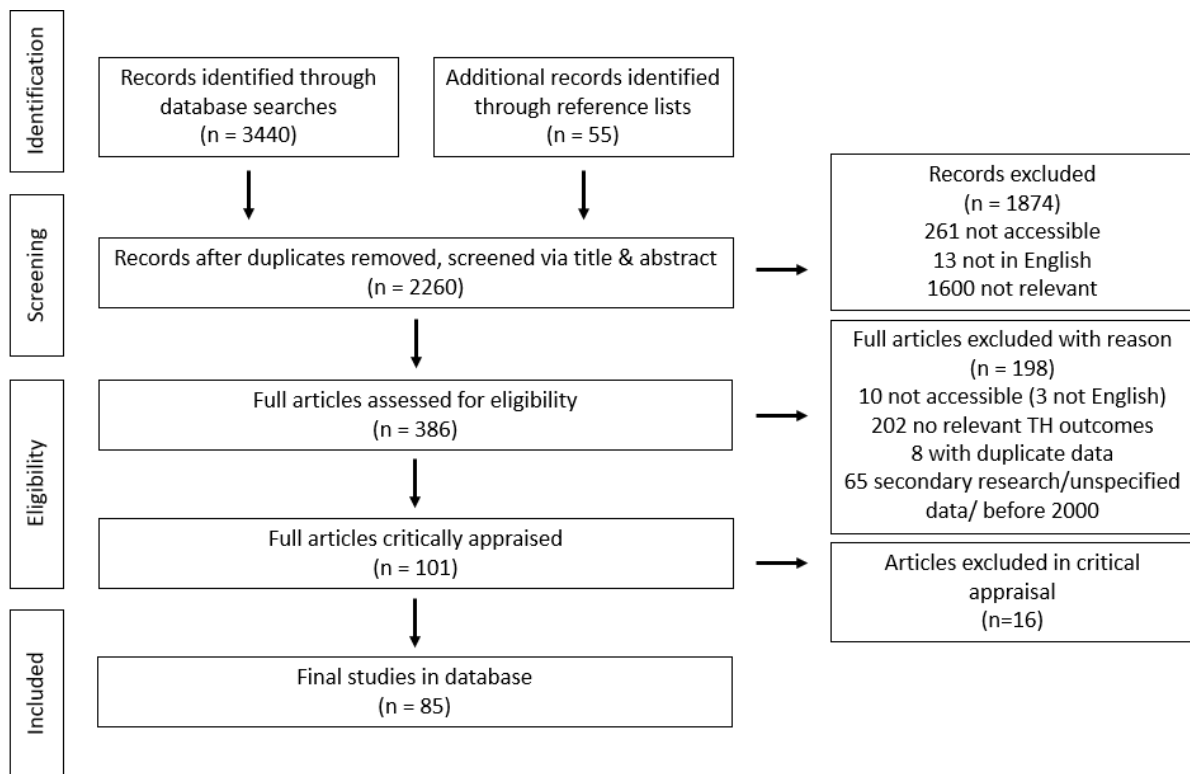 Identification
Records identified through
database searches
(n = 3440)
Additional records identified
through reference lists
(n = 55)
Records excluded
(n = 1874)
261 not accessible
13 not in English
1600 not relevant
Screening
Records after duplicates removed, screened via title & abstract
(n = 2260)
Full articles excluded with reason
(n = 198)
10 not accessible (3 not English)
202 no relevant TH outcomes
8 with duplicate data
65 secondary research/unspecified
data/ before 2000
Eligibility
Full articles assessed for eligibility
(n = 386)
Full articles critically appraised
(n = 101)
Articles excluded in critical
appraisal
(n=16)
Included
Final studies in database
(n = 85)